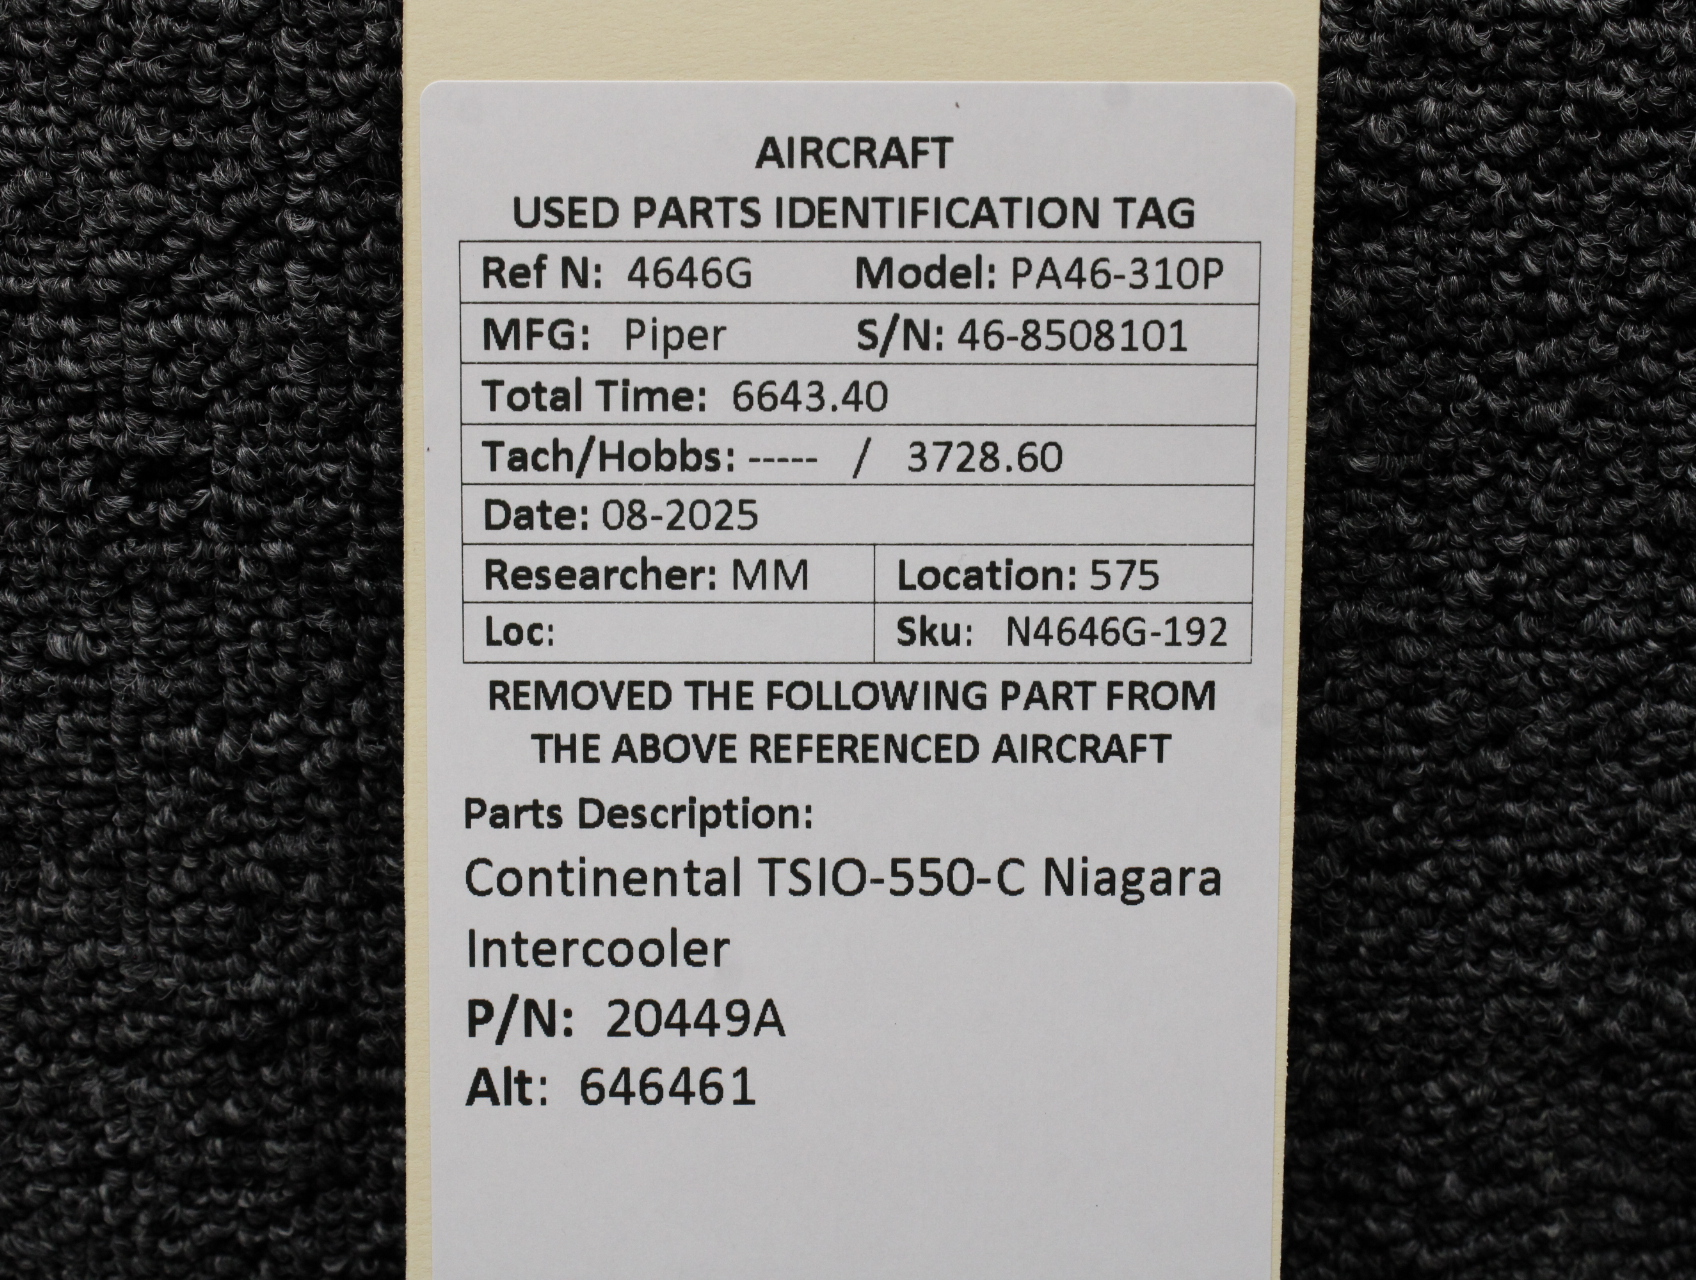 AIRCRAFT
USED PARTS IDENTIFICATION TAG
Ref N: 4646G Model: PA46-310P
MFG: Piper S/N: 46-8508101
Total Time: 6643.40
Tach/Hobbs: ----- / 3728.60
Date: 08-2025
Researcher: MM Location: 575
Loc: Sku: N4646G-192
REMOVED THE FOLLOWING PART FROM
THE ABOVE REFERENCED AIRCRAFT
Parts Description:
Continental TSIO-550-C Niagara
Intercooler
P/N: 20449A
Alt: 646461